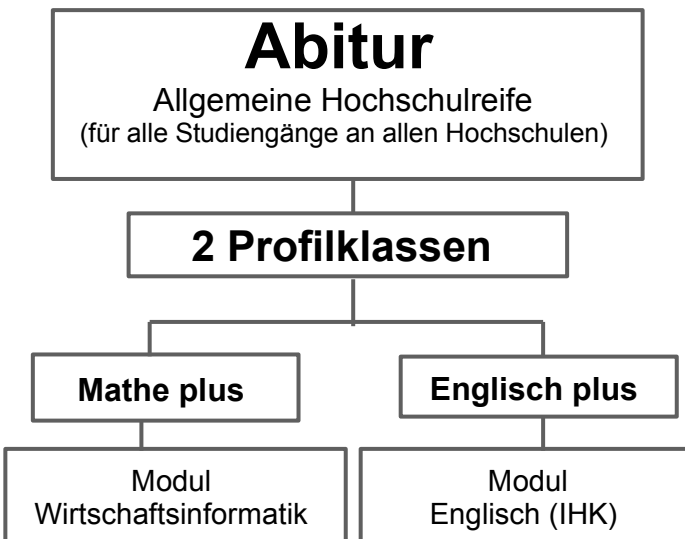 Abitur
Allgemeine Hochschulreife
(für alle Studiengänge an allen Hochschulen)
2 Profilklassen
Mathe plus
Englisch plus
Modul
Wirtschaftsinformatik
Modul
Englisch (IHK)